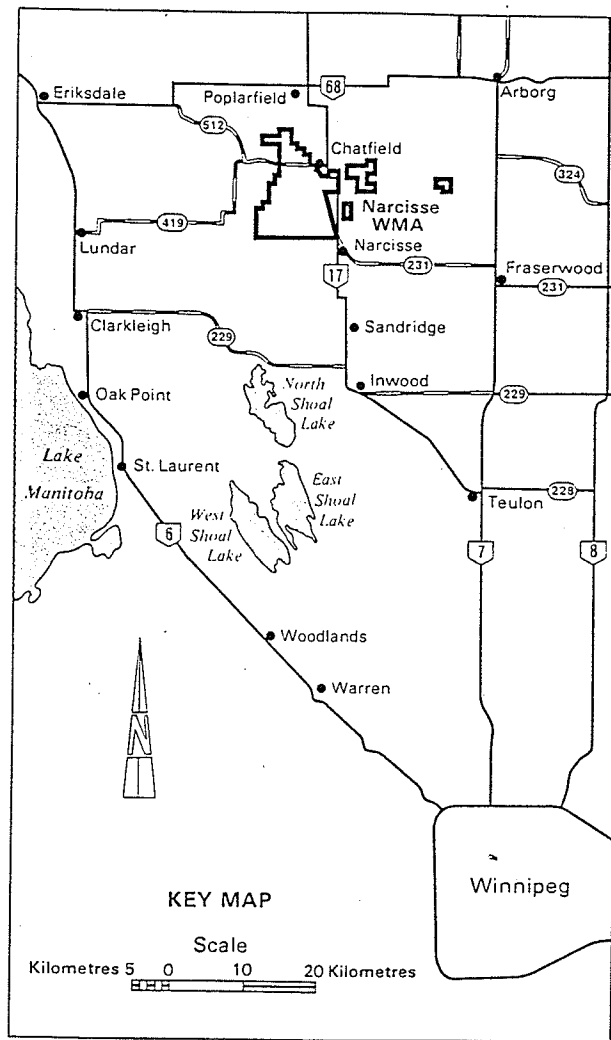 Eriksdale
Poplarfield
68
Arborg
512
Chatfield
324
Narcisse
WMA
419
Lundar
Narcisse
231
17
Fraserwood
231
Clarkleigh
229
Sandridge
Inwood
229
North
Shoal
Lake
Oak Point
Lake
Manitoba
St. Laurent
East
Shoal
Lake
West
Shoal
Lake
228
Teulon
6
7
8
Woodlands
Warren
N
Winnipeg
KEY MAP
Scale
Kilometres 5 0 10 20 Kilometres